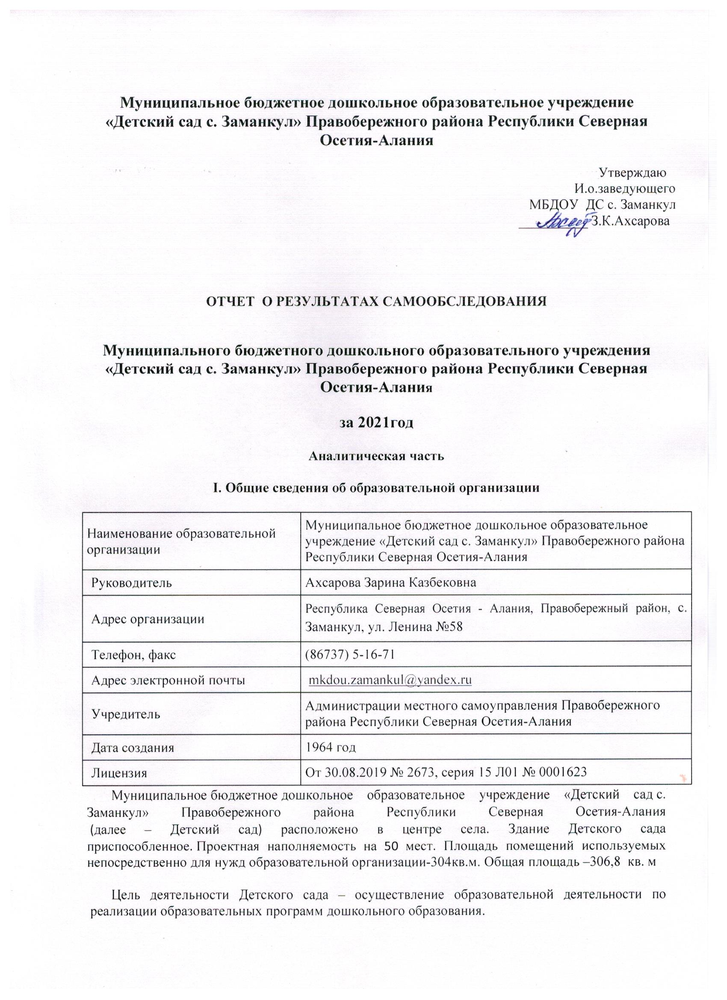 Муниципальное бюджетное дошкольное образовательное учреждение
«Детский сад с. Заманкул» Правобережного района Республики Северная
Осетия-Алания
Утверждаю
И.о.заведующего
МБДОУ ДС с. Заманкул
З.К.Ахсарова
ОТЧЕТ О РЕЗУЛЬТАТАХ САМООБСЛЕДОВАНИЯ
Муниципального бюджетного дошкольного образовательного учреждения
«Детский сад с. Заманкул» Правобережного района Республики Северная
Осетия-Алания
за 2021год
Аналитическая часть
I. Общие сведения об образовательной организации
Наименование образовательной
организации
Муниципальное бюджетное дошкольное образовательное
учреждение «Детский сад с. Заманкул» Правобережного района
Республики Северная Осетия-Алания
Руководитель
Ахсарова Зарина Казбековна
Адрес организации
Республика Северная Осетия - Алания, Правобережный район, с.
Заманкул, ул. Ленина №58
Телефон, факс
(86737) 5-16-71
Адрес электронной почты
mkdou.zamankul@yandex.ru
Учредитель
Администрации местного самоуправления Правобережного
района Республики Северная Осетия-Алания
Дата создания
1964 год
Лицензия
От 30.08.2019 № 2673, серия 15 Л01 № 0001623
Муниципальное бюджетное дошкольное образовательное учреждение «Детский сад с.
Заманкул» Правобережного района Республики Северная Осетия-Алания
(далее – Детский сад) расположено в центре села. Здание Детского сада
приспособленное. Проектная наполняемость на 50 мест. Площадь помещений используемых
непосредственно для нужд образовательной организации-304кв.м. Общая площадь –306,8 кв. м
Цель деятельности Детского сада – осуществление образовательной деятельности по
реализации образовательных программ дошкольного образования.